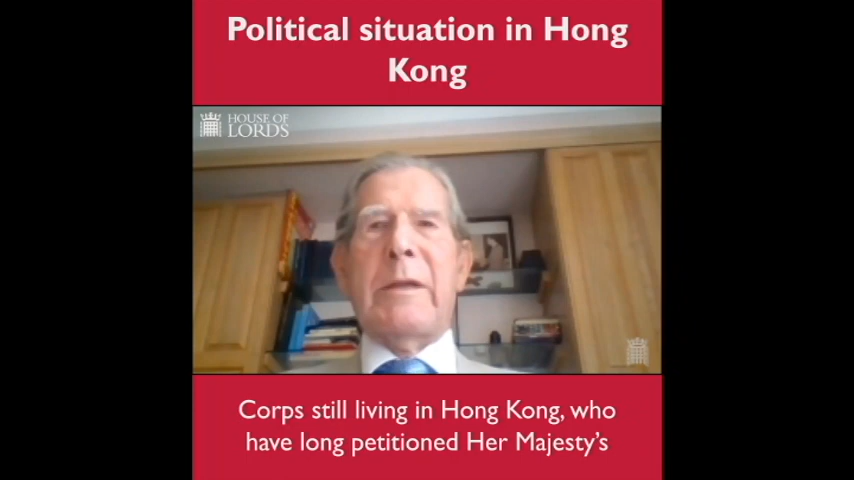 Political situation in Hong
Kong
HOUSE OF
LORDS
Corps still living in Hong Kong, who
have long petitioned Her Majesty's